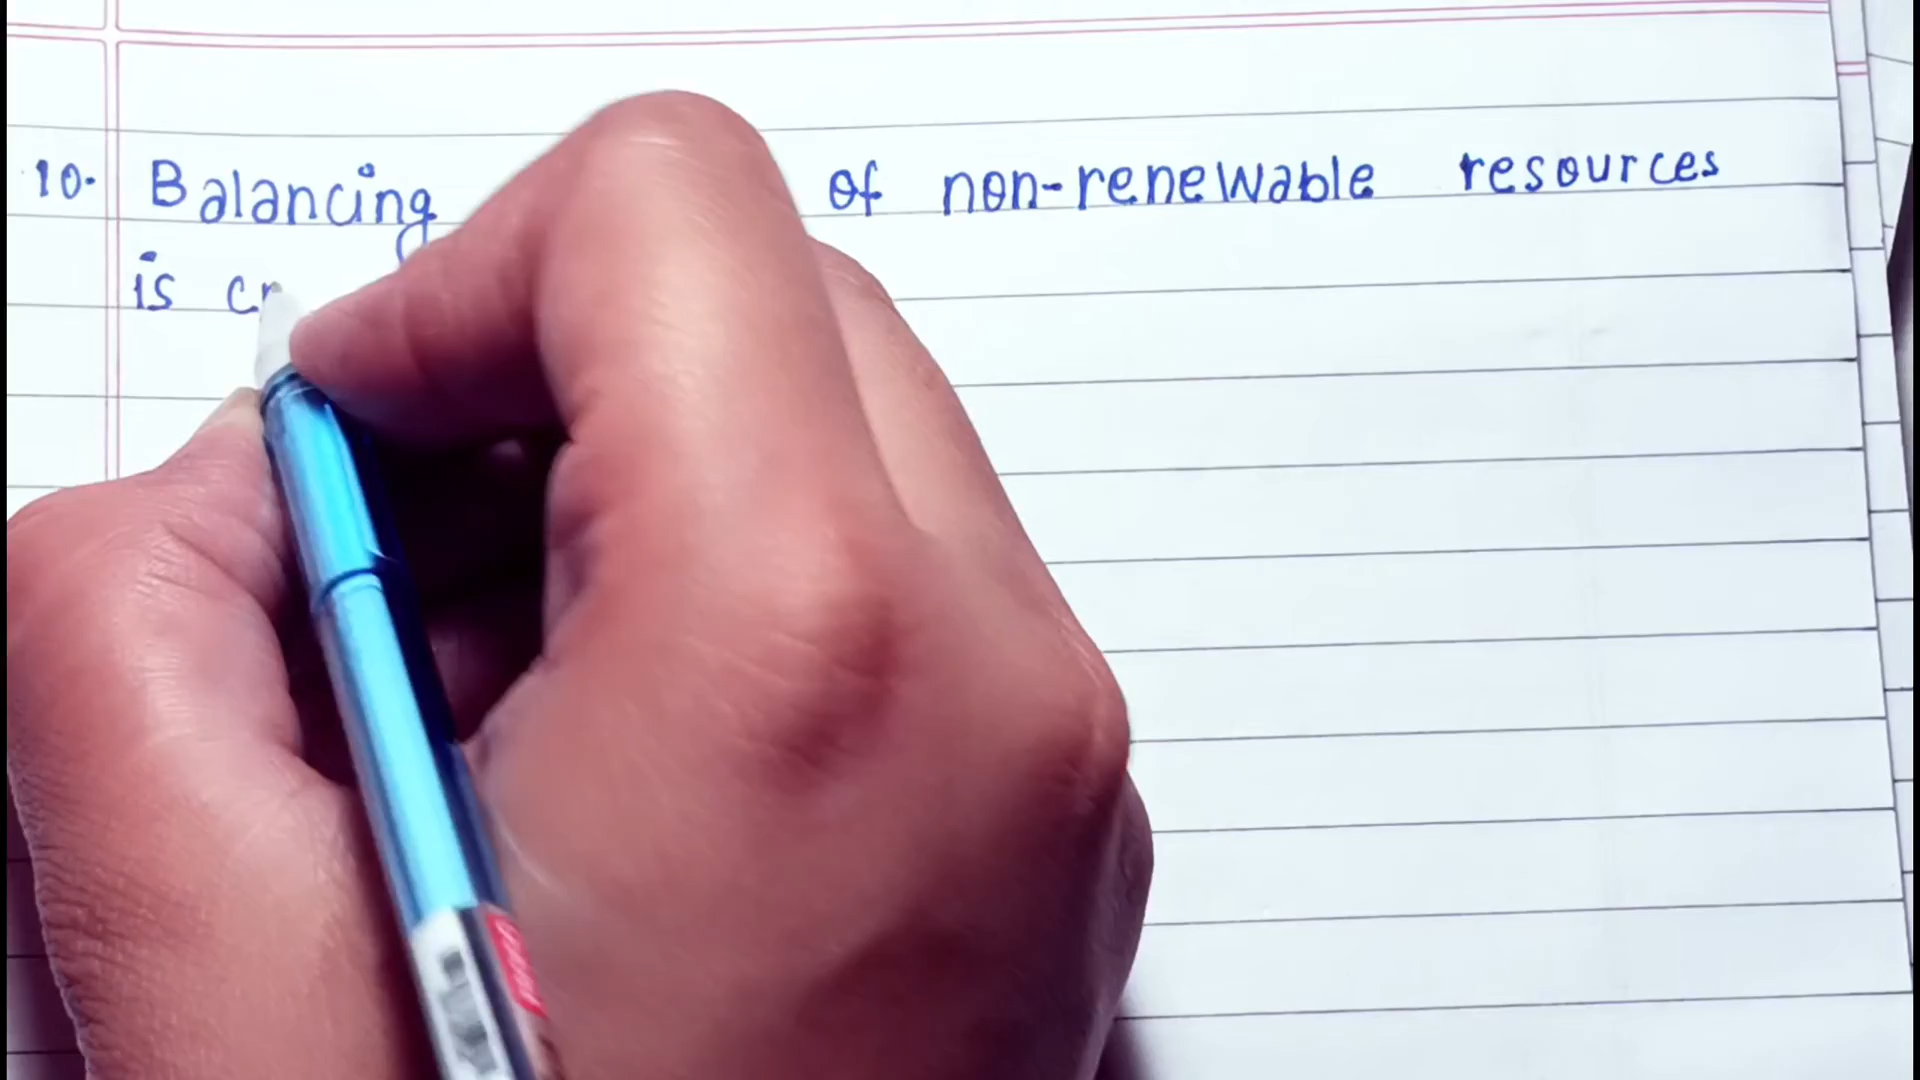 10. Balancing of non-renewable resources
is